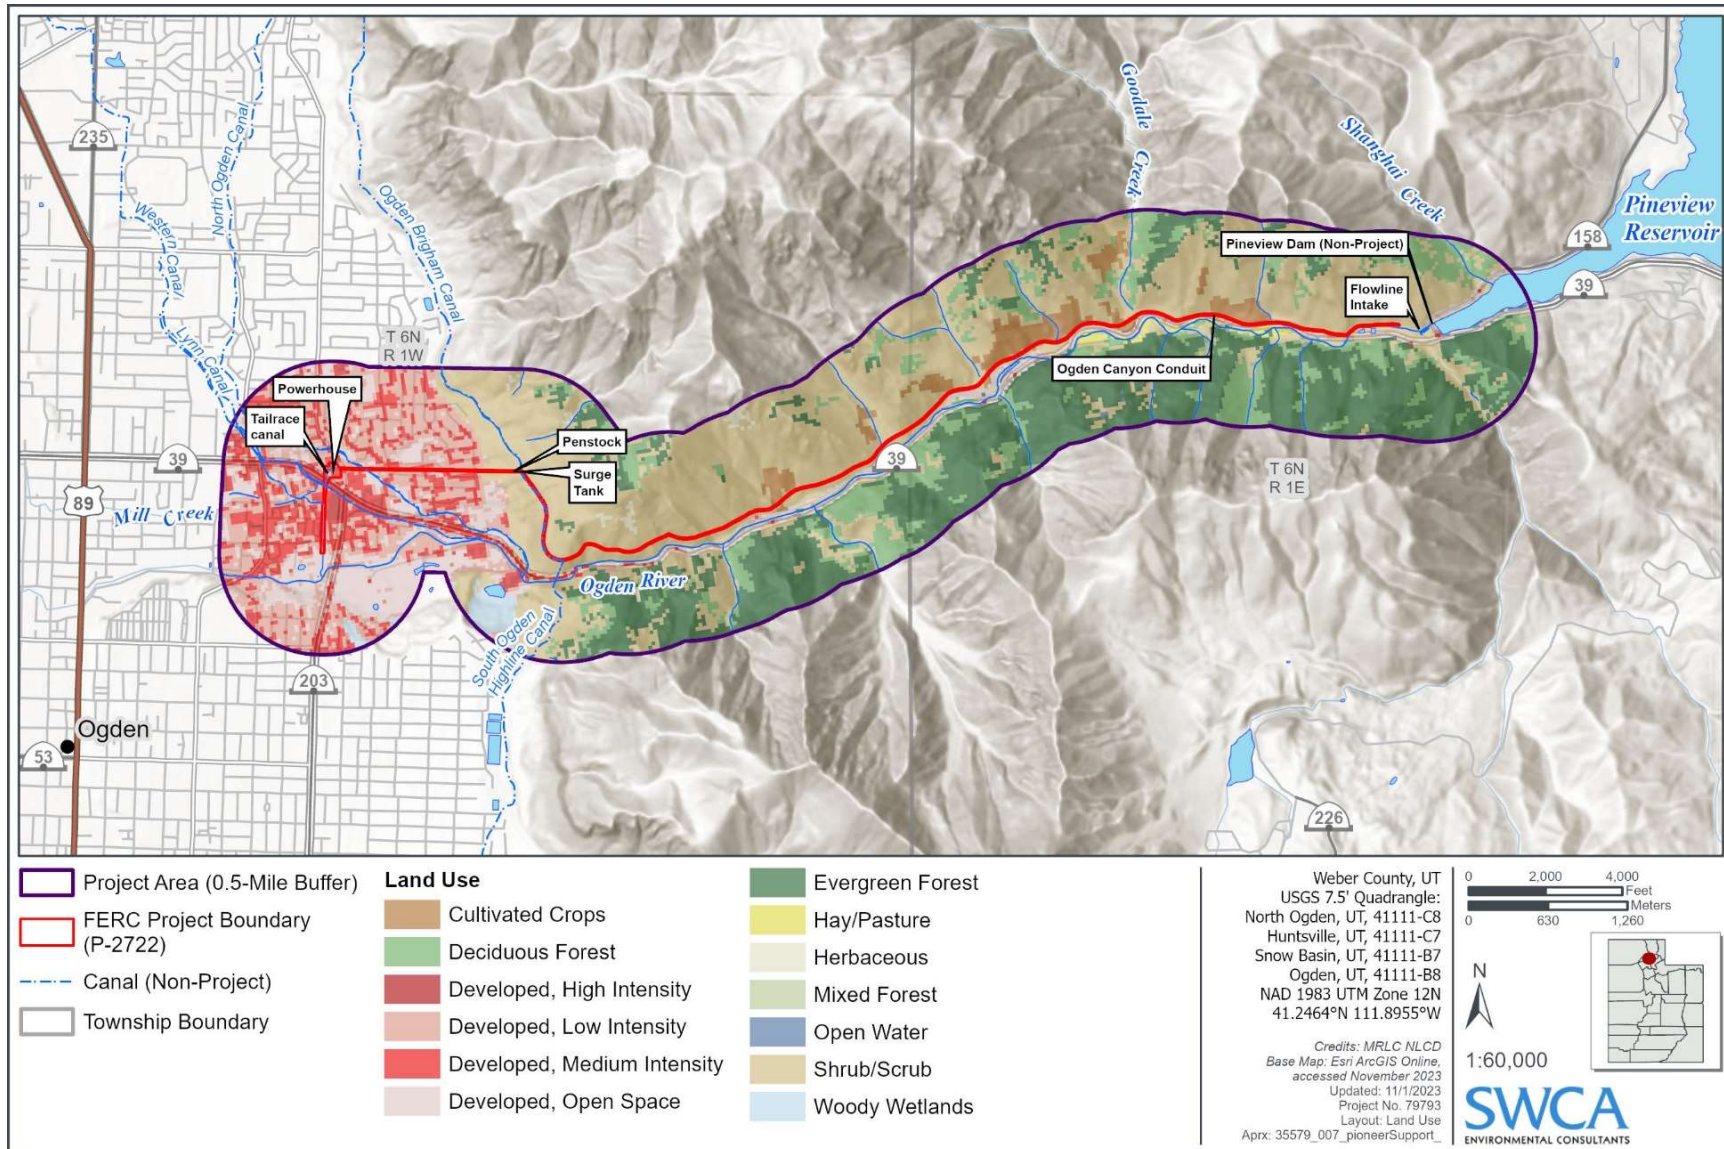 Goodale
Creek
Shanghai
Creek
Pineview
Reservoir
235
North Ogden Canal
Western Canal
Ogden Brigham Canal
Lynn Canal
T 6N
R 1W
158
39
Pineview Dam (Non-Project)
Flowline
Intake
Ogden Canyon Conduit
Powerhouse
Tailrace
canal
Penstock
Surge
Tank
39
39
89
Mill Creek
T 6N
R 1E
Ogden River
South Ogden
Highline Canal
203
Ogden
53
226
Project Area (0.5-Mile Buffer)
FERC Project Boundary
(P-2722)
Canal (Non-Project)
Township Boundary
Land Use
Cultivated Crops
Deciduous Forest
Developed, High Intensity
Developed, Low Intensity
Developed, Medium Intensity
Developed, Open Space
Evergreen Forest
Hay/Pasture
Herbaceous
Mixed Forest
Open Water
Shrub/Scrub
Woody Wetlands
Weber County, UT
USGS 7.5' Quadrangle:
North Ogden, UT, 41111-C8
Huntsville, UT, 41111-C7
Snow Basin, UT, 41111-B7
Ogden, UT, 41111-B8
NAD 1983 UTM Zone 12N
41.2464°N 111.8955°W
Credits: MRLC NLCD
Base Map: Esri ArcGIS Online,
accessed November 2023
Updated: 11/1/2023
Project No. 79793
Layout: Land Use
Aprx: 35579_007_pioneerSupport_
0 2,000 4,000
Feet
Meters
0 630 1,260
N
1:60,000
SWCA
ENVIRONMENTAL CONSULTANTS